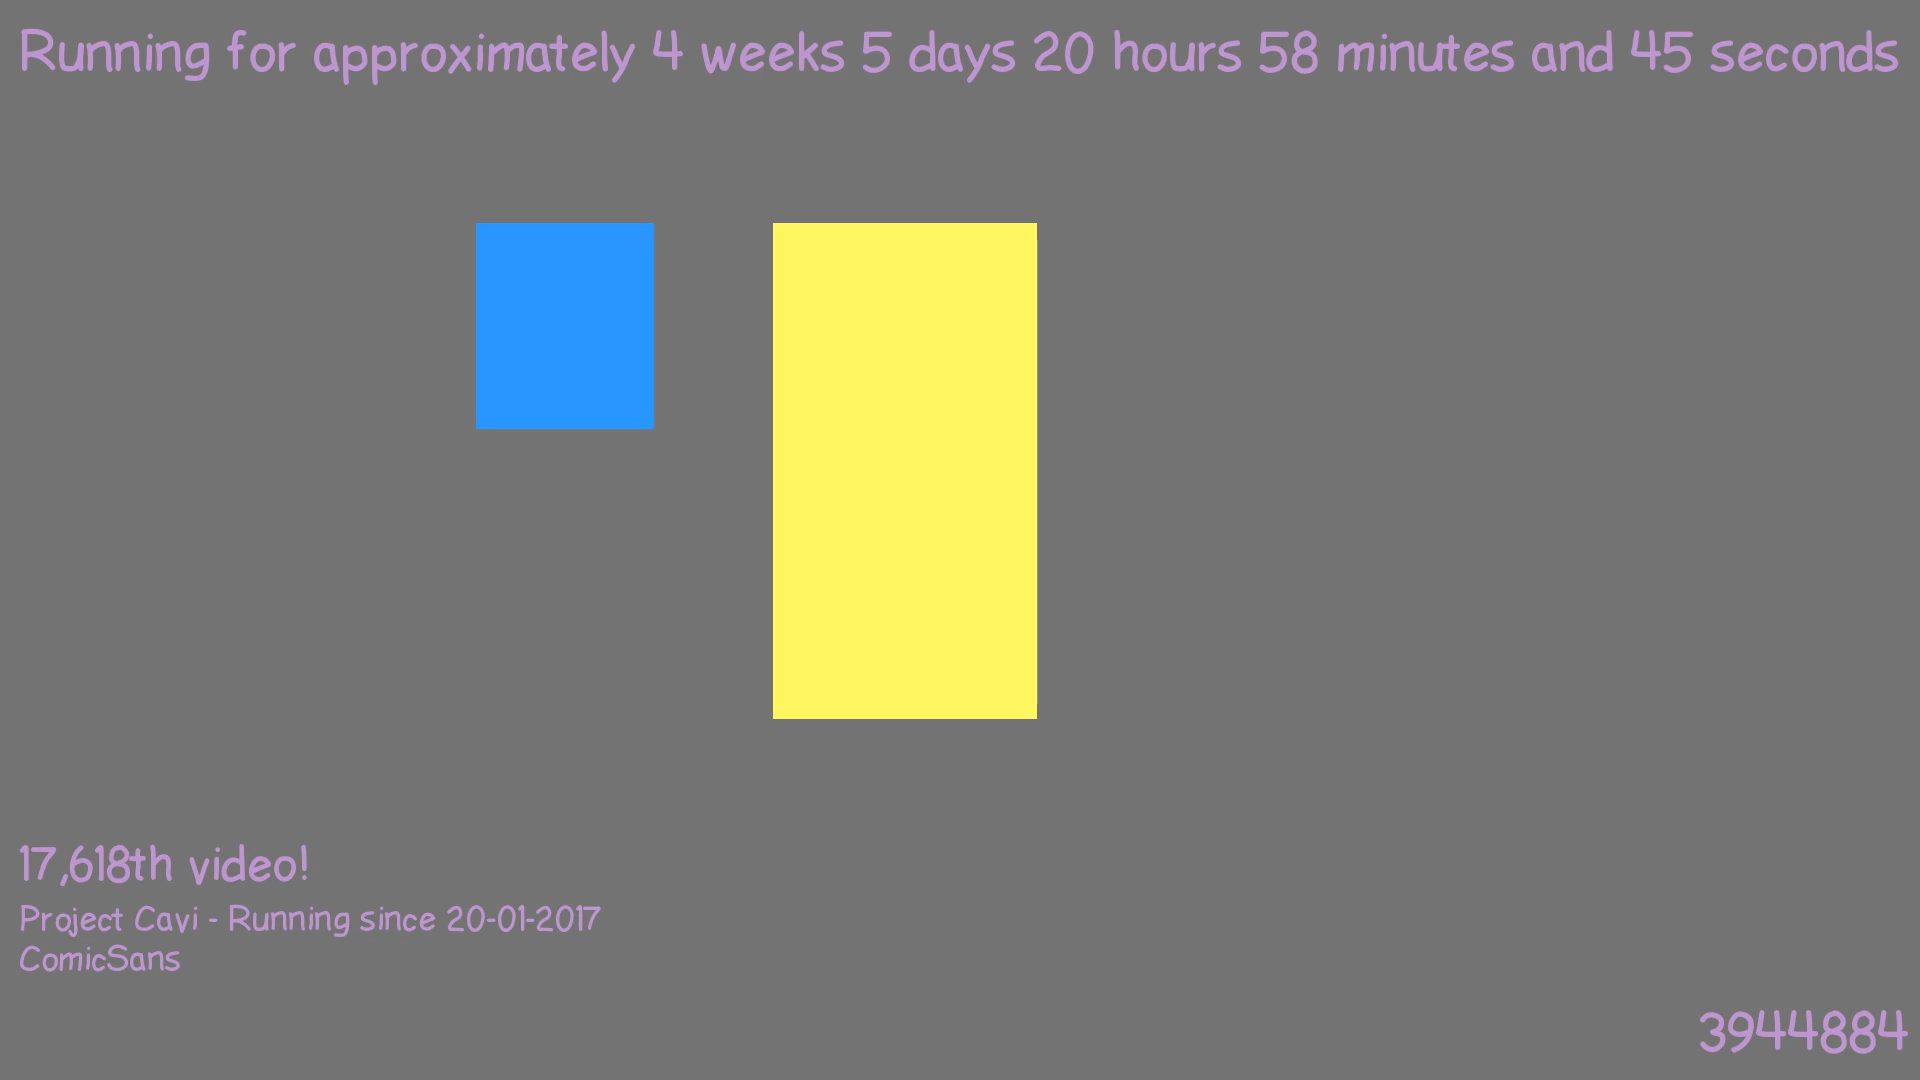 Running for approximately 4 weeks 5 days 20 hours 58 minutes and 45 seconds
17,618th video!
Project Cavi - Running since 20-01-2017
ComicSans
3944884